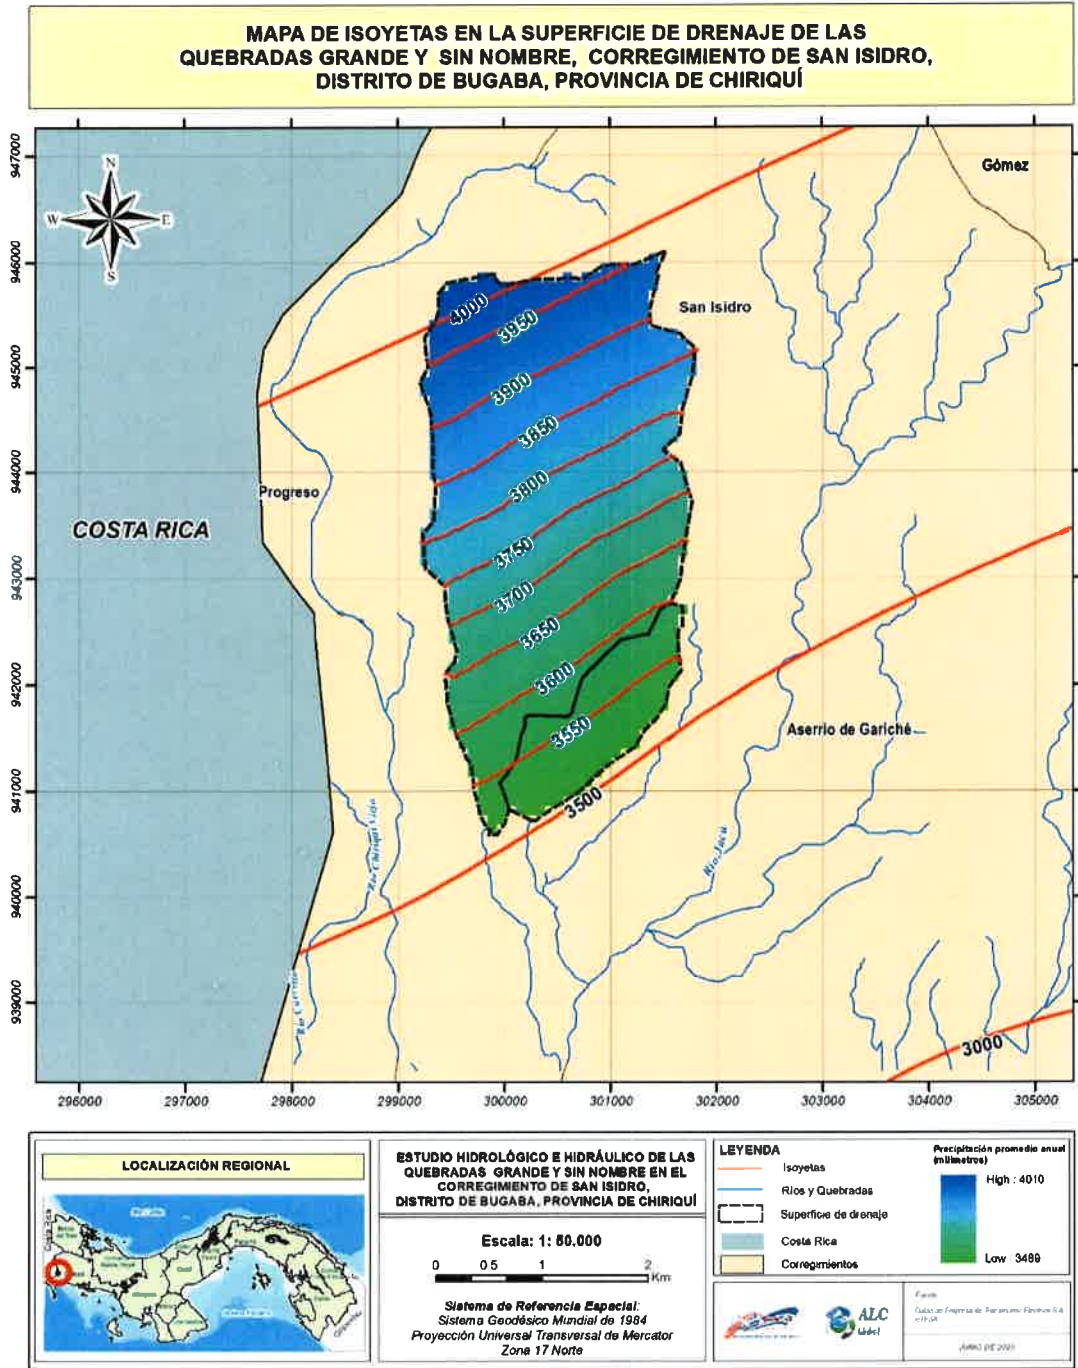 MAPA DE ISOYETAS EN LA SUPERFICIE DE DRENAJE DE LAS
QUEBRADAS GRANDE Y SIN NOMBRE, CORREGIMIENTO DE SAN ISIDRO,
DISTRITO DE BUGABA, PROVINCIA DE CHIRIQUÍ
947000
946000
945000
944000
943000
942000
941000
940000
939000
N
W E
S
Gómez
San Isidro
4000
3950
3900
3850
3800
3750
3700
3650
3600
3550
3500
3000
Progreso
COSTA RICA
Aserrio de Gariché
Río Chiriquí Viejo
Río Jacú
296000 297000 298000 299000 300000 301000 302000 303000 304000 305000
LOCALIZACIÓN REGIONAL
ESTUDIO HIDROLÓGICO E HIDRÁULICO DE LAS
QUEBRADAS GRANDE Y SIN NOMBRE EN EL
CORREGIMIENTO DE SAN ISIDRO,
DISTRITO DE BUGABA, PROVINCIA DE CHIRIQUÍ
Escala: 1: 50.000
0 0.5 1 2
Km
Sistema de Referencia Espacial:
Sistema Geodésico Mundial de 1984
Proyección Universal Transversal de Mercator
Zona 17 Norte
LEYENDA
Isoyetas
Ríos y Quebradas
Superficie de drenaje
Costa Rica
Corregimientos
Precipitación promedio anual
(milímetros)
High : 4010
Low : 3489
ALC
Global